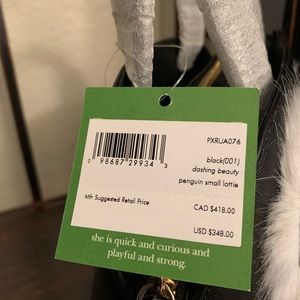 PXRUA076
0 98687 29934 3
black(001)
dashing beauty
penguin small lottie
Mfr Suggested Retail Price
CAD $418.00
USD $348.00
she is quick and curious and
playful and strong.